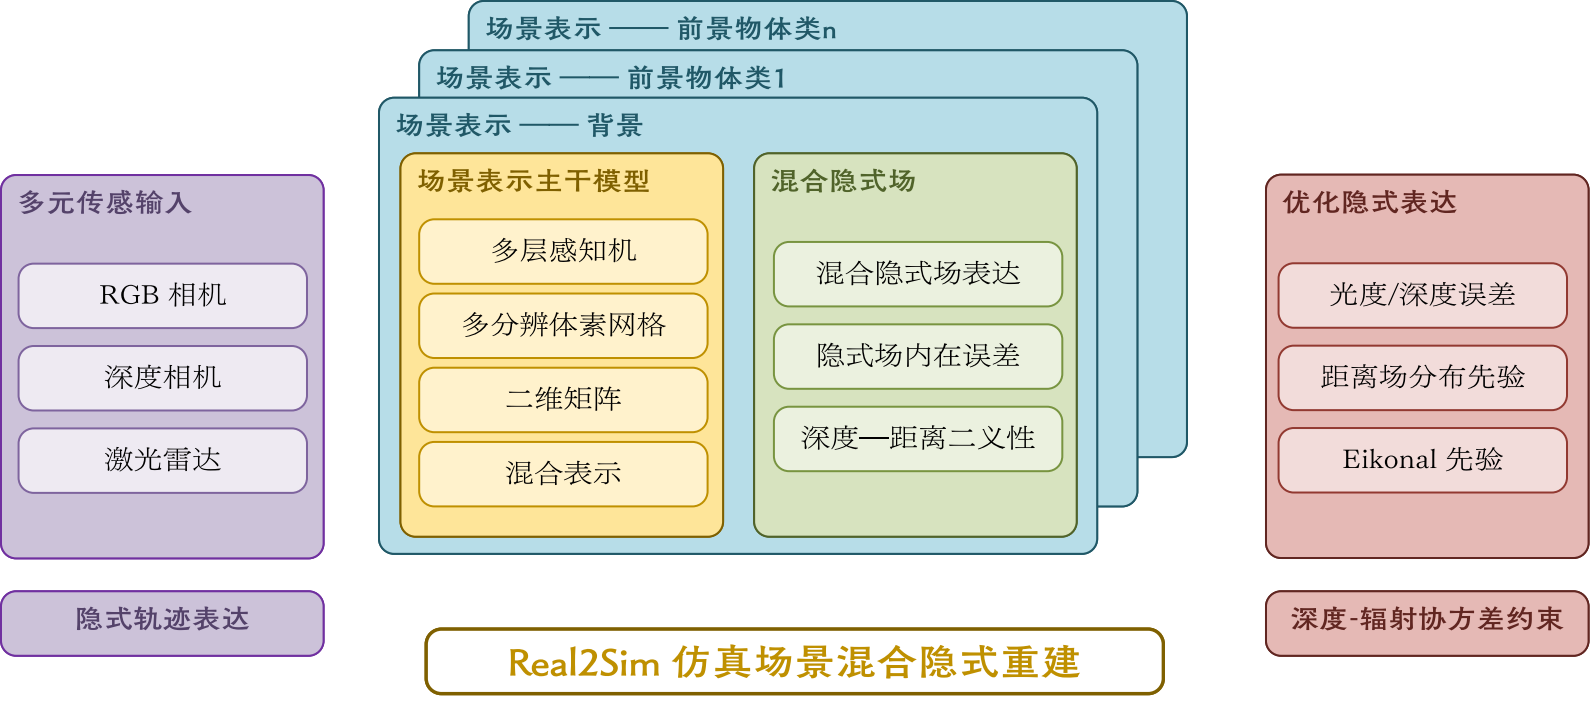 场景表示 —— 前景物体类n
场景表示 —— 前景物体类1
场景表示 —— 背景
多元传感输入
RGB 相机
深度相机
激光雷达
隐式轨迹表达
场景表示主干模型
多层感知机
多分辨体素网格
二维矩阵
混合表示
混合隐式场
混合隐式场表达
隐式场内在误差
深度—距离二义性
优化隐式表达
光度/深度误差
距离场分布先验
Eikonal 先验
深度-辐射协方差约束
Real2Sim 仿真场景混合隐式重建